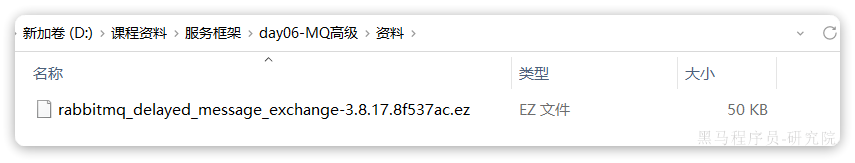 新加卷 (D:) › 课程资料 › 服务框架 › day06-MQ高级 › 资料 ›
名称 类型 大小
rabbitmq_delayed_message_exchange-3.8.17.8f537ac.ez EZ 文件 50 KB
黑马程序员-研究院